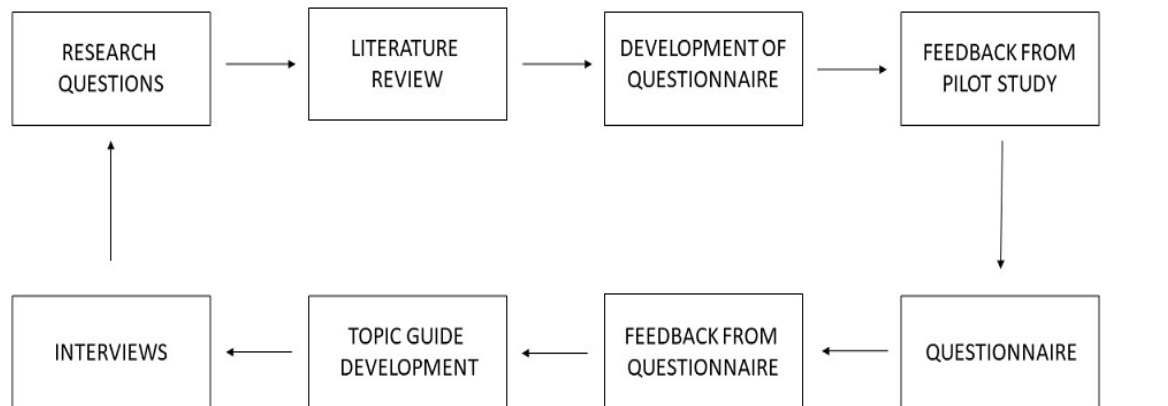 RESEARCH
QUESTIONS
LITERATURE
REVIEW
DEVELOPMENT OF
QUESTIONNAIRE
FEEDBACK FROM
PILOT STUDY
INTERVIEWS
TOPIC GUIDE
DEVELOPMENT
FEEDBACK FROM
QUESTIONNAIRE
QUESTIONNAIRE